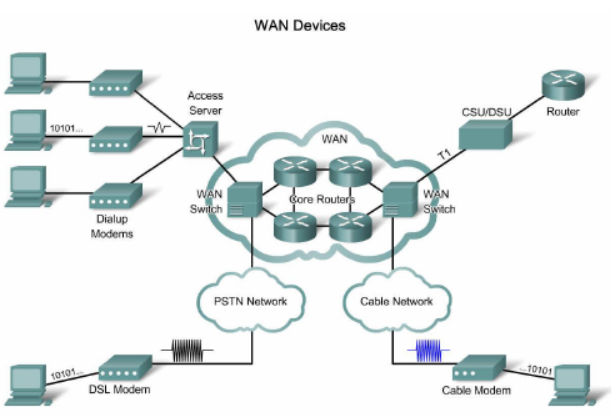 WAN Devices
Access
Server
CSU/DSU
Router
10101...
WAN
T1
WAN
Switch
Core Routers
WAN
Switch
Dialup
Modems
PSTN Network
Cable Network
10101...
DSL Modem
...10101
Cable Modem